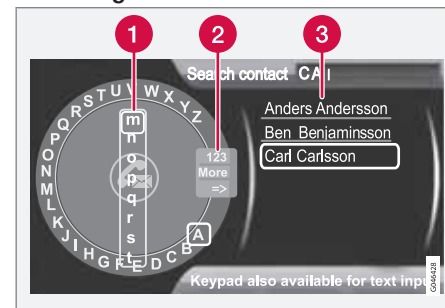 1
2
3
Search contact CA
Anders Andersson
Ben Benjaminsson
Carl Carlsson
A B C D E F G H I J K L M N O P Q R S T U V W X Y Z
m
n
o
p
q
r
s
t
123
More
=>
Keypad also available for text inpu
G046428